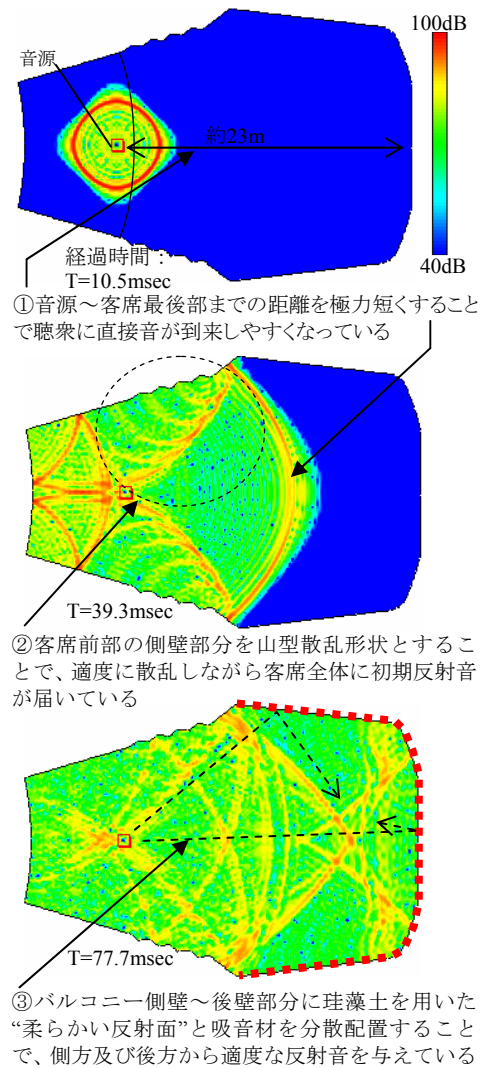 100dB
音源
約23m
経過時間：
T=10.5msec
40dB
①音源～客席最後部までの距離を極力短くすること
で聴衆に直接音が到来しやすくなっている
T=39.3msec
②客席前部の側壁部分を山型散乱形状とするこ
とで、適度に散乱しながら客席全体に初期反射音
が届いている
T=77.7msec
③バルコニー側壁～後壁部分に珪藻土を用いた
“柔らかい反射面”と吸音材を分散配置すること
で、側方及び後方から適度な反射音を与えている